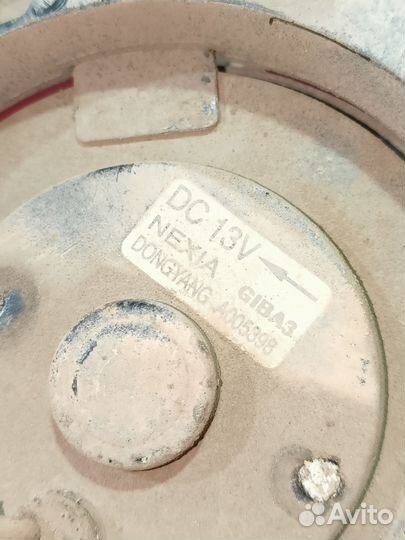 DC 13V
NEXIA GIBA3
DONGYANG A005898
Avito